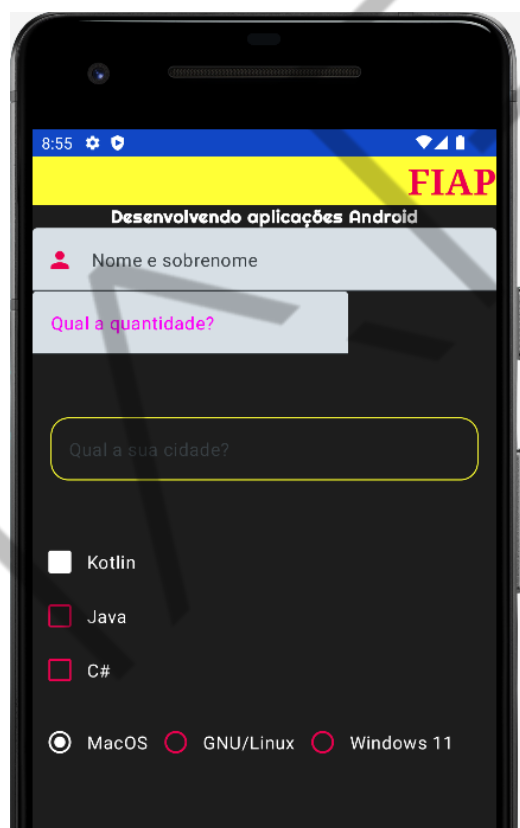 8:55
FIAP
Desenvolvendo aplicações Android
Nome e sobrenome
Qual a quantidade?
Qual a sua cidade?
Kotlin
Java
C#
MacOS GNU/Linux Windows 11